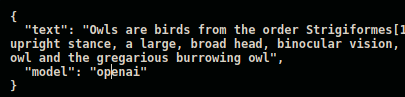 {
"text": "Owls are birds from the order Strigiformes[1
upright stance, a large, broad head, binocular vision,
owl and the gregarious burrowing owl",
"model": "openai"
}